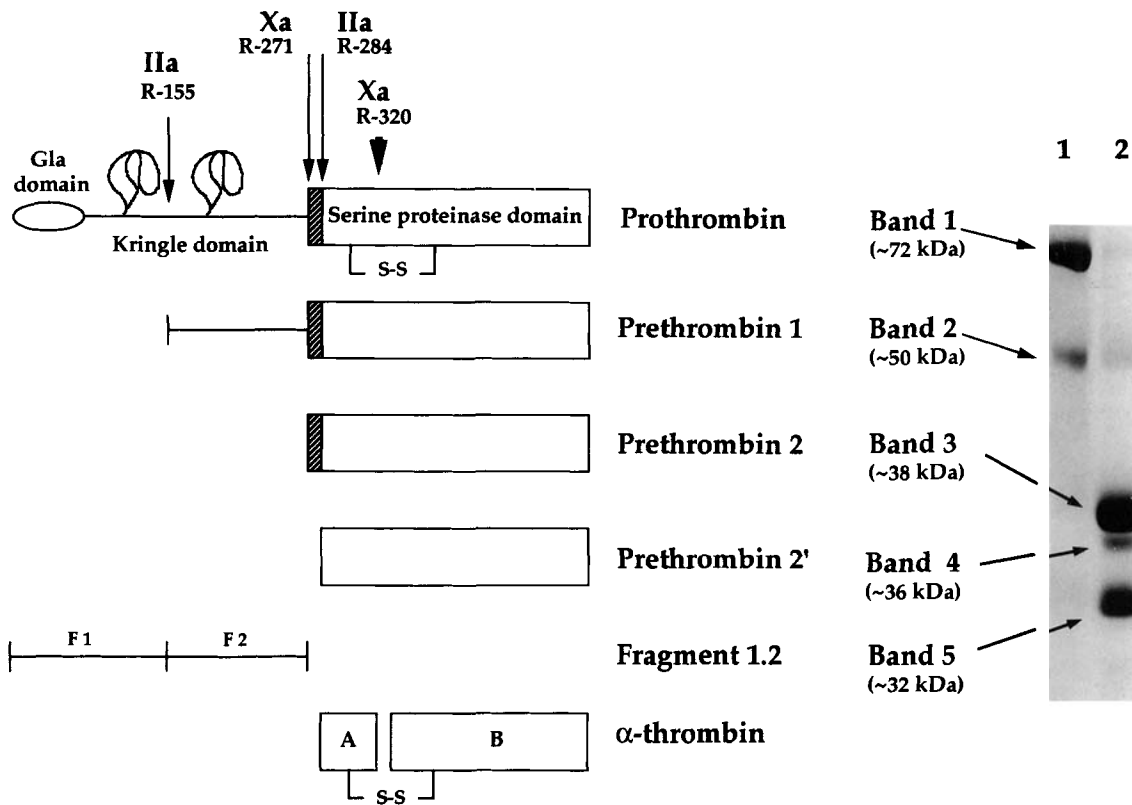 Xa
R-271
IIa
R-284
IIa
R-155
Xa
R-320
Gla
domain
Kringle domain
Serine proteinase domain
S-S
Prothrombin
Prethrombin 1
Prethrombin 2
Prethrombin 2'
F 1
F 2
Fragment 1.2
A
B
S-S
α-thrombin
1 2
Band 1
(~72 kDa)
Band 2
(~50 kDa)
Band 3
(~38 kDa)
Band 4
(~36 kDa)
Band 5
(~32 kDa)